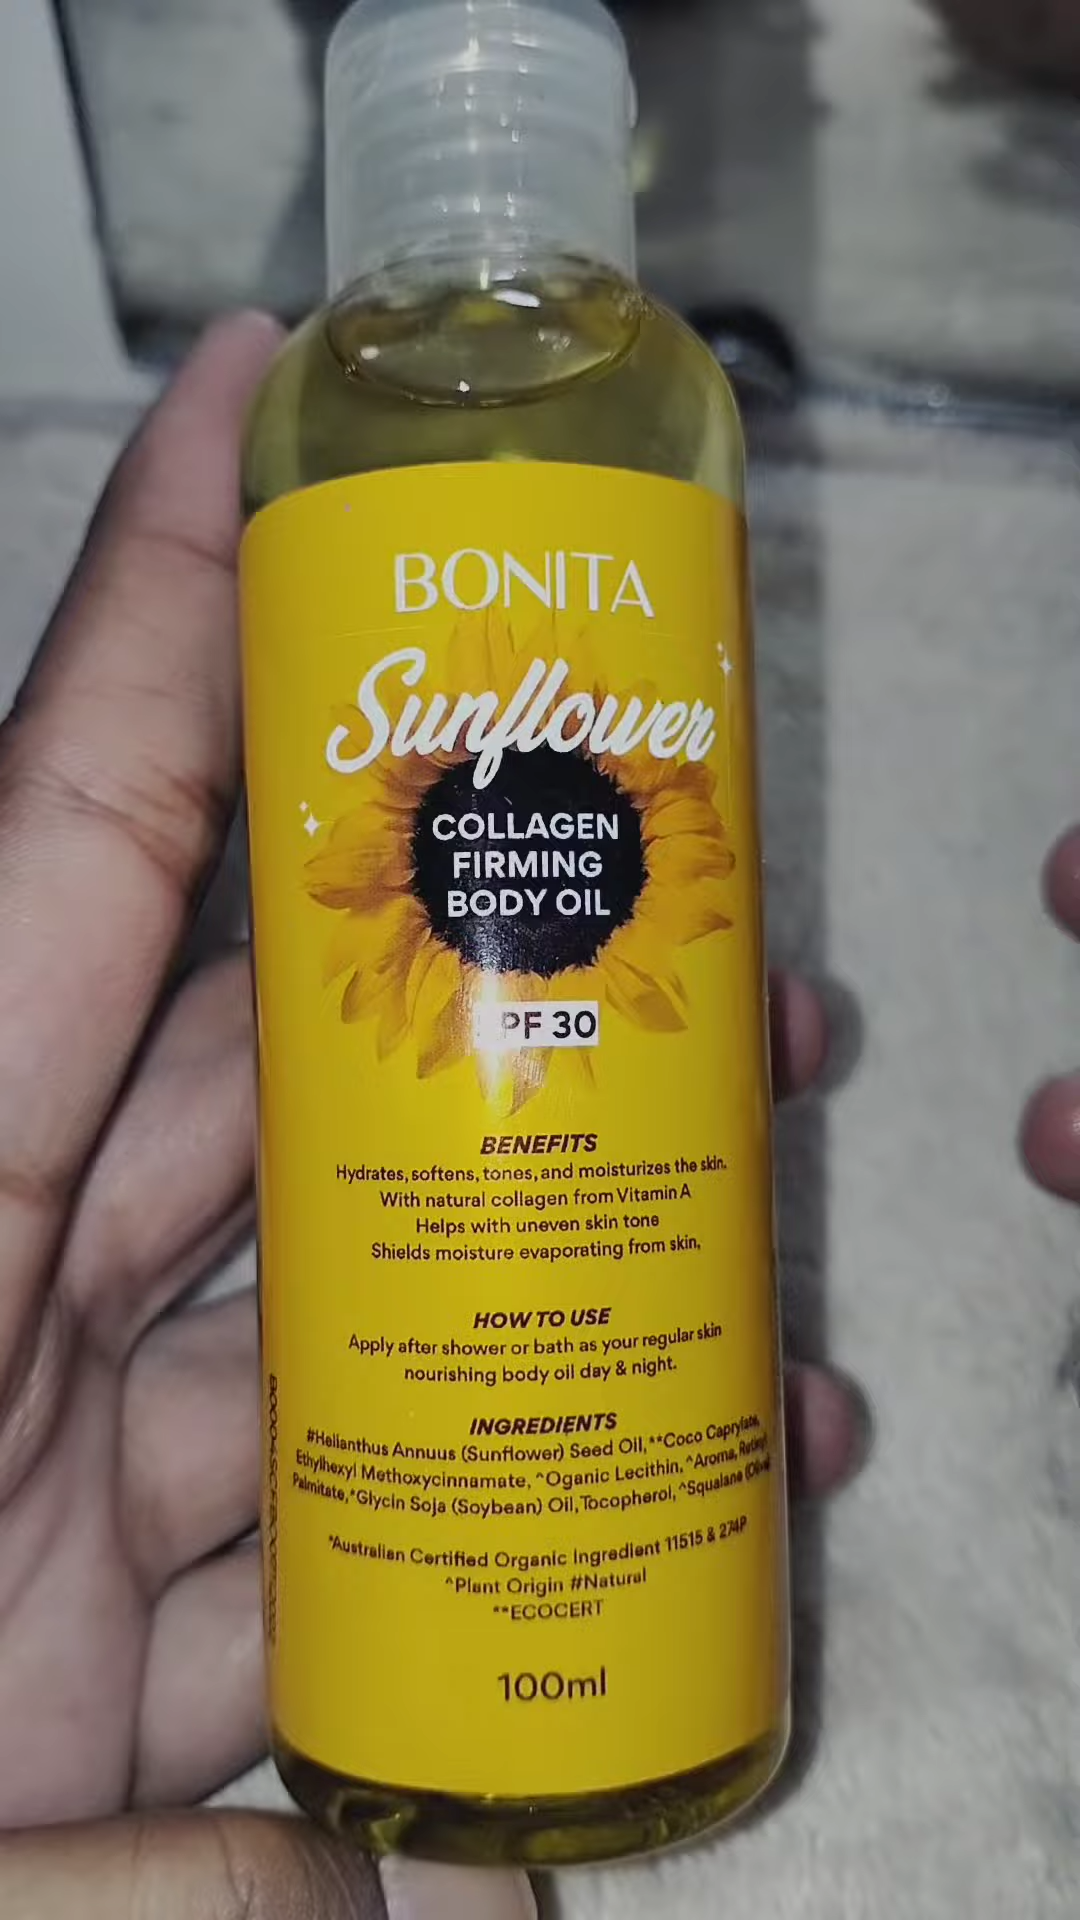 BONITA
Sunflower
COLLAGEN
FIRMING
BODY OIL
PF 30
BENEFITS
Hydrates, softens, tones, and moisturizes the skin.
With natural collagen from Vitamin A
Helps with uneven skin tone
Shields moisture evaporating from skin,
HOW TO USE
Apply after shower or bath as your regular skin
nourishing body oil day & night.
INGREDIENTS
#Helianthus Annuus (Sunflower) Seed Oil,**Coco Caprylate,
Ethylhexyl Methoxycinnamate, ^Oganic Lecithin, ^Aroma, Retinyl
Palmitate,*Glycin Soja (Soybean) Oil, Tocopherol, ^Squalane (Olive)
*Australian Certified Organic Ingredient 11515 & 274P
^Plant Origin #Natural
**ECOCERT
100ml